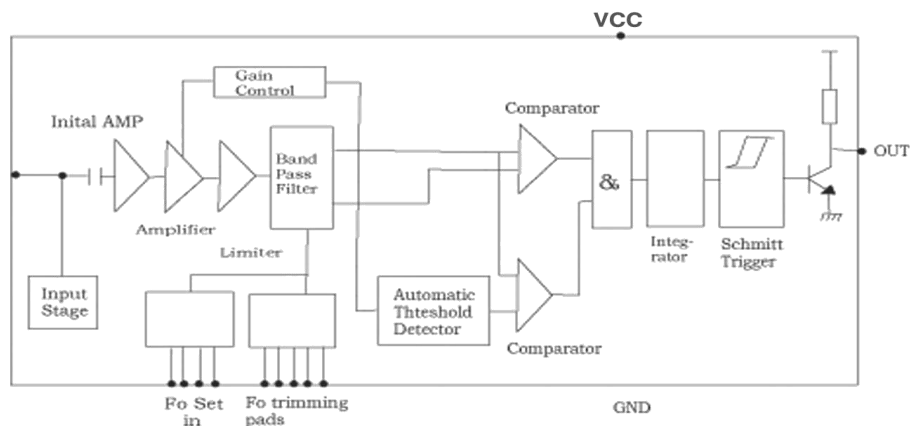 VCC
Gain
Control
Inital AMP
Comparator
Band
Pass
Filter
&
OUT
Amplifier
Limiter
Integ-
rator
Schmitt
Trigger
Input
Stage
Automatic
Thteshold
Detector
Comparator
Fo Set
in
Fo trimming
pads
GND